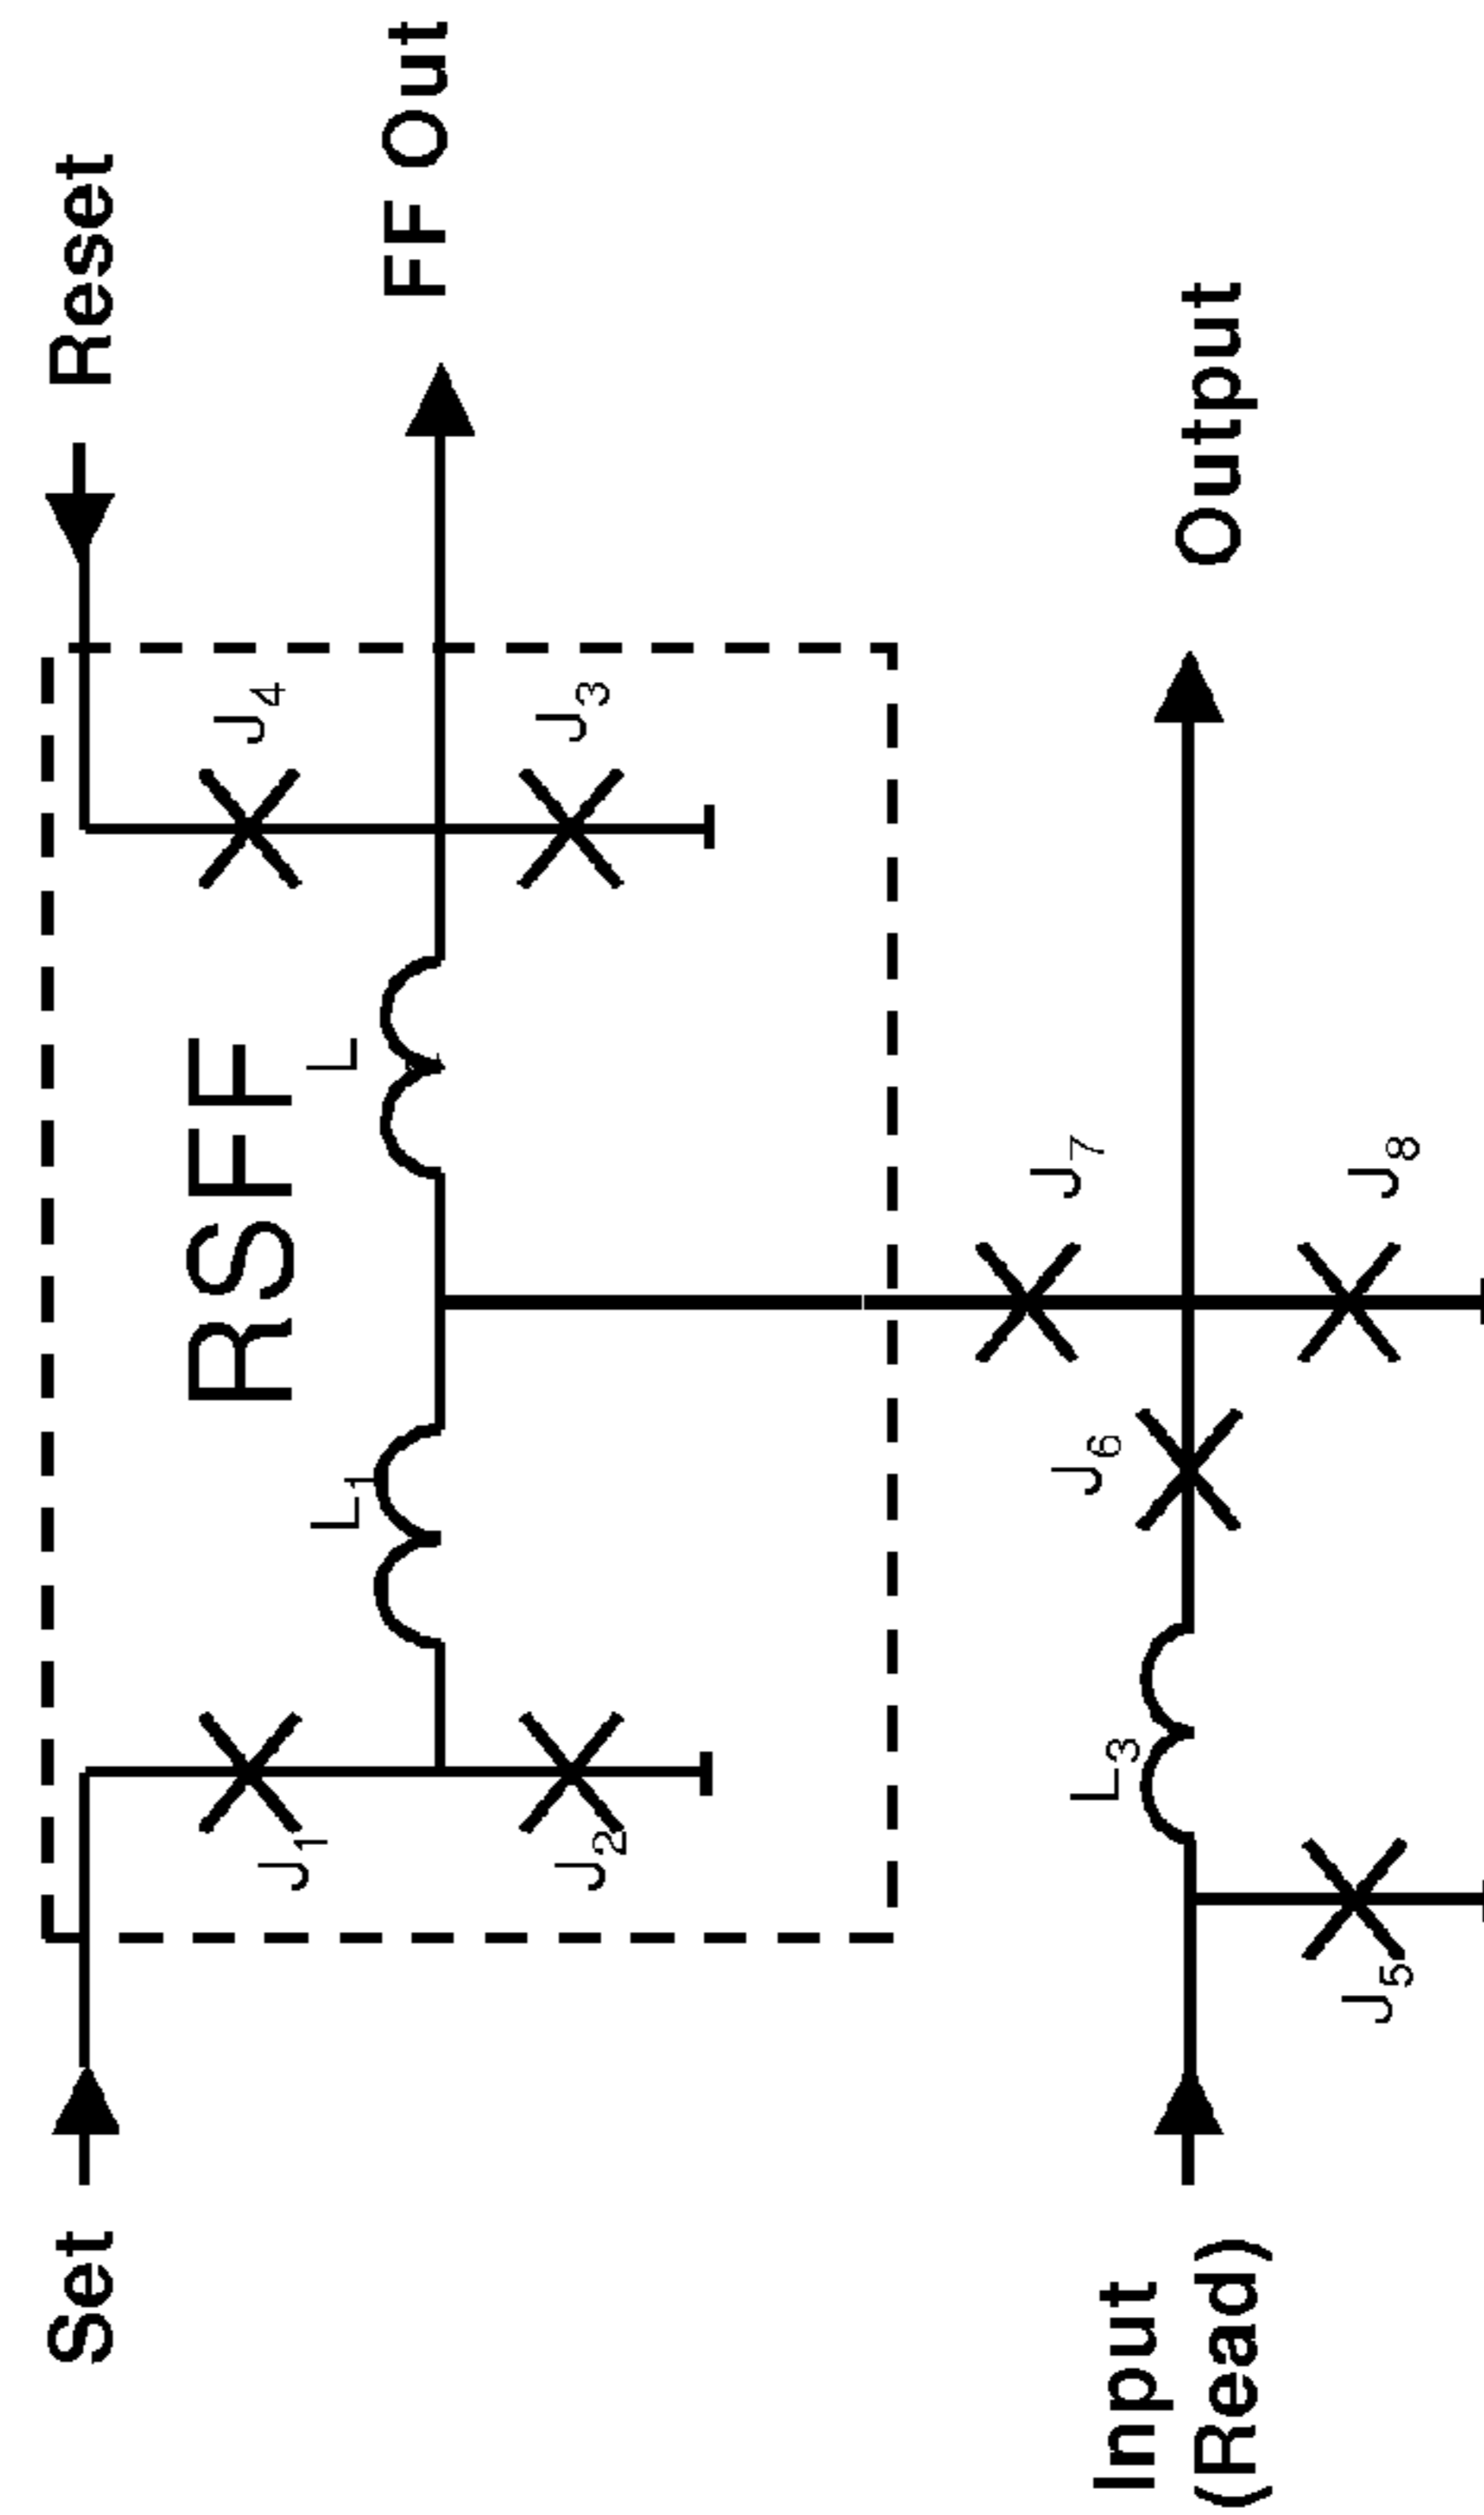 Set
Reset
RSFF
J4
J1
L1
L
FF Out
J3
J2
J7
J6
L3
Input
(Read)
Output
J8
J5